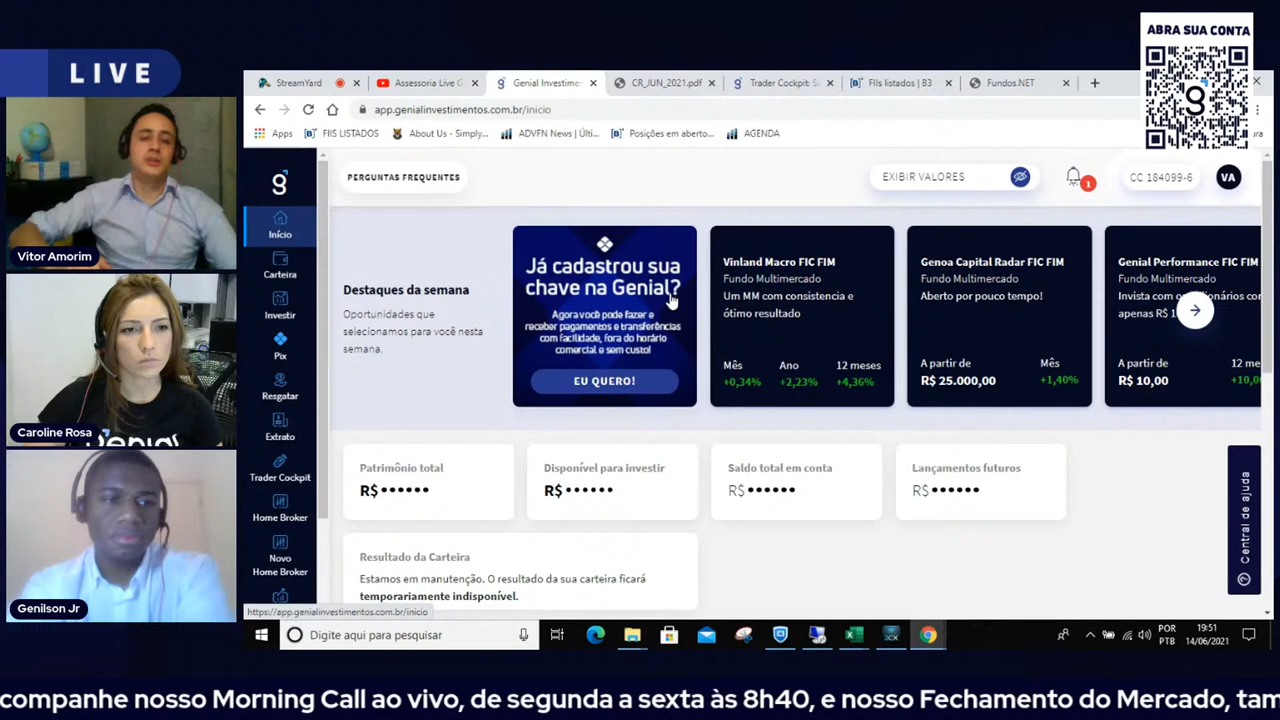 ABRA SUA CONTA
LIVE
StreamYard
Assessoria Live C
Genial Investime
CR_JUN_2021.pdf
Trader Cockpit: S
FIIs listados | B3
Fundos.NET
app.genialinvestimentos.com.br/inicio
Apps
FIIS LISTADOS
About Us - Simply...
ADVFN News | Últi...
Posições em aberto...
AGENDA
PERGUNTAS FREQUENTES
EXIBIR VALORES
1
CC 184099-6
VA
Início
Carteira
Investir
Pix
Resgatar
Extrato
Trader Cockpit
Home Broker
Novo
Home Broker
Destaques da semana
Oportunidades que
selecionamos para você nesta
semana.
Já cadastrou sua
chave na Genial?
Agora você pode fazer e
receber pagamentos e transferências
com facilidade, fora do horário
comercial e sem custo!
EU QUERO!
Vinland Macro FIC FIM
Fundo Multimercado
Um MM com consistencia e
ótimo resultado
Mês
Ano
12 meses
+0,34%
+2,23%
+4,36%
Genoa Capital Radar FIC FIM
Fundo Multimercado
Aberto por pouco tempo!
A partir de
Mês
R$ 25.000,00
+1,40%
Genial Performance FIC FIM
Fundo Multimercado
Invista com
apenas R$ 1
A partir de
12 me
R$ 10,00
+10,0
Patrimônio total
R$ ••••••
Disponível para investir
R$ ••••••
Saldo total em conta
R$ ••••••
Lançamentos futuros
R$ ••••••
Resultado da Carteira
Estamos em manutenção. O resultado da sua carteira ficará
temporariamente indisponível.
Central de ajuda
https://app.genialinvestimentos.com.br/inicio
Digite aqui para pesquisar
POR
PTB
19:51
14/06/2021
Vitor Amorim
Caroline Rosa
Genilson Jr
companhe nosso Morning Call ao vivo, de segunda a sexta às 8h40, e nosso Fechamento do Mercado, tam